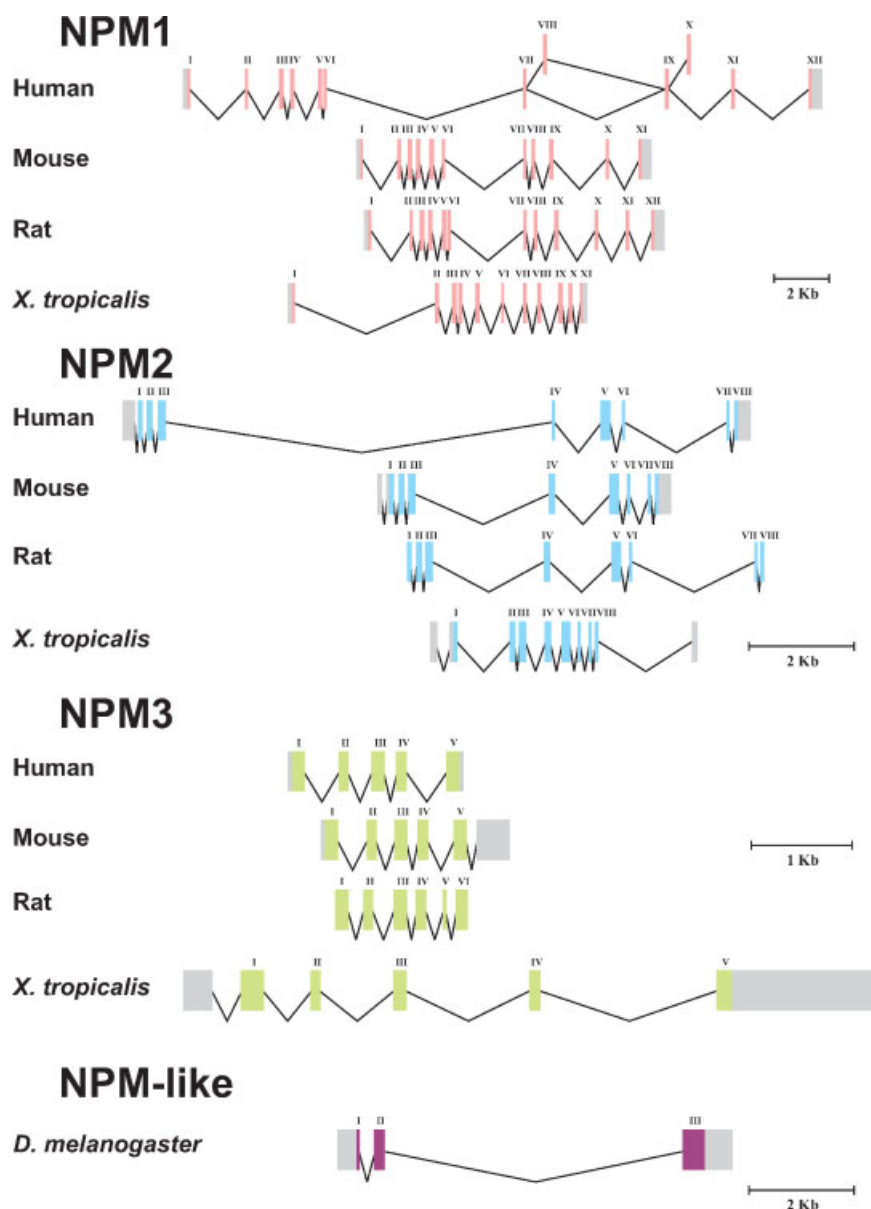 NPM1
VIII X
I II III IV V VI VII IX XI XII
Human
I II III IV V VI VII VIII IX X XI
Mouse
I II III IV V VI VII VIII IX X XI XII
Rat
2 Kb
I II III IV V VI VII VIII IX X XI
X. tropicalis
NPM2
I II III IV V VI VII VIII
Human
I II III IV V VI VII VIII
Mouse
I II III IV V VI VII VIII
Rat
I II III IV V VI VII VIII
X. tropicalis
2 Kb
NPM3
I II III IV V
Human
I II III IV V
Mouse
1 Kb
I II III IV V VI
Rat
I II III IV V
X. tropicalis
NPM-like
I II III
D. melanogaster
2 Kb